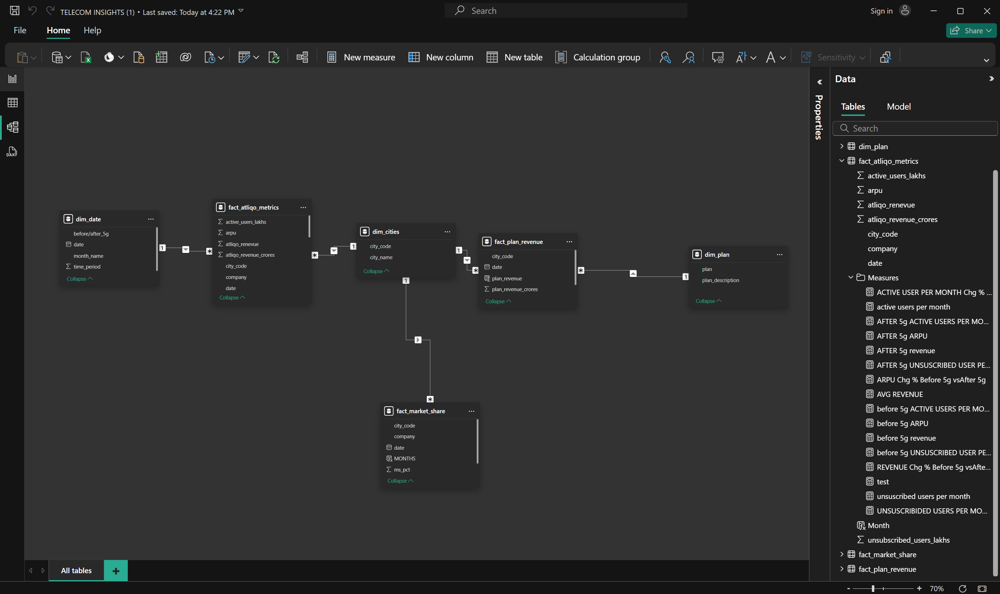 TELECOM INSIGHTS (1) • Last saved: Today at 4:22 PM
Search
Sign in
File
Home
Help
Share
New measure
New column
New table
Calculation group
Sensitivity
DAX
dim_date
before/after_5g
date
month_name
time_period
Collapse
1
*
fact_atliqo_metrics
active_users_lakhs
arpu
atliqo_renevue
atliqo_revenue_crores
city_code
company
date
Collapse
*
1
dim_cities
city_code
city_name
Collapse
1
*
1
fact_plan_revenue
city_code
date
plan_revenue
plan_revenue_crores
Collapse
*
1
dim_plan
plan
plan_description
Collapse
*
fact_market_share
city_code
company
date
MONTHS
ms_pct
Collapse
All tables
Properties
Data
Tables
Model
Search
dim_plan
fact_atliqo_metrics
active_users_lakhs
arpu
atliqo_renevue
atliqo_revenue_crores
city_code
company
date
Measures
ACTIVE USER PER MONTH Chg % ...
active users per month
AFTER 5g ACTIVE USERS PER MO...
AFTER 5g ARPU
AFTER 5g revenue
AFTER 5g UNSUSCRIBED USER PE...
ARPU Chg % Before 5g vsAfter 5g
AVG REVENUE
before 5g ACTIVE USERS PER MO...
before 5g ARPU
before 5g revenue
before 5g UNSUSCRIBED USER PE...
REVENUE Chg % Before 5g vsAfte...
test
unsuscribed users per month
UNSUSCRIBIDED USERS PER MO...
Month
unsubscribed_users_lakhs
fact_market_share
fact_plan_revenue
70%